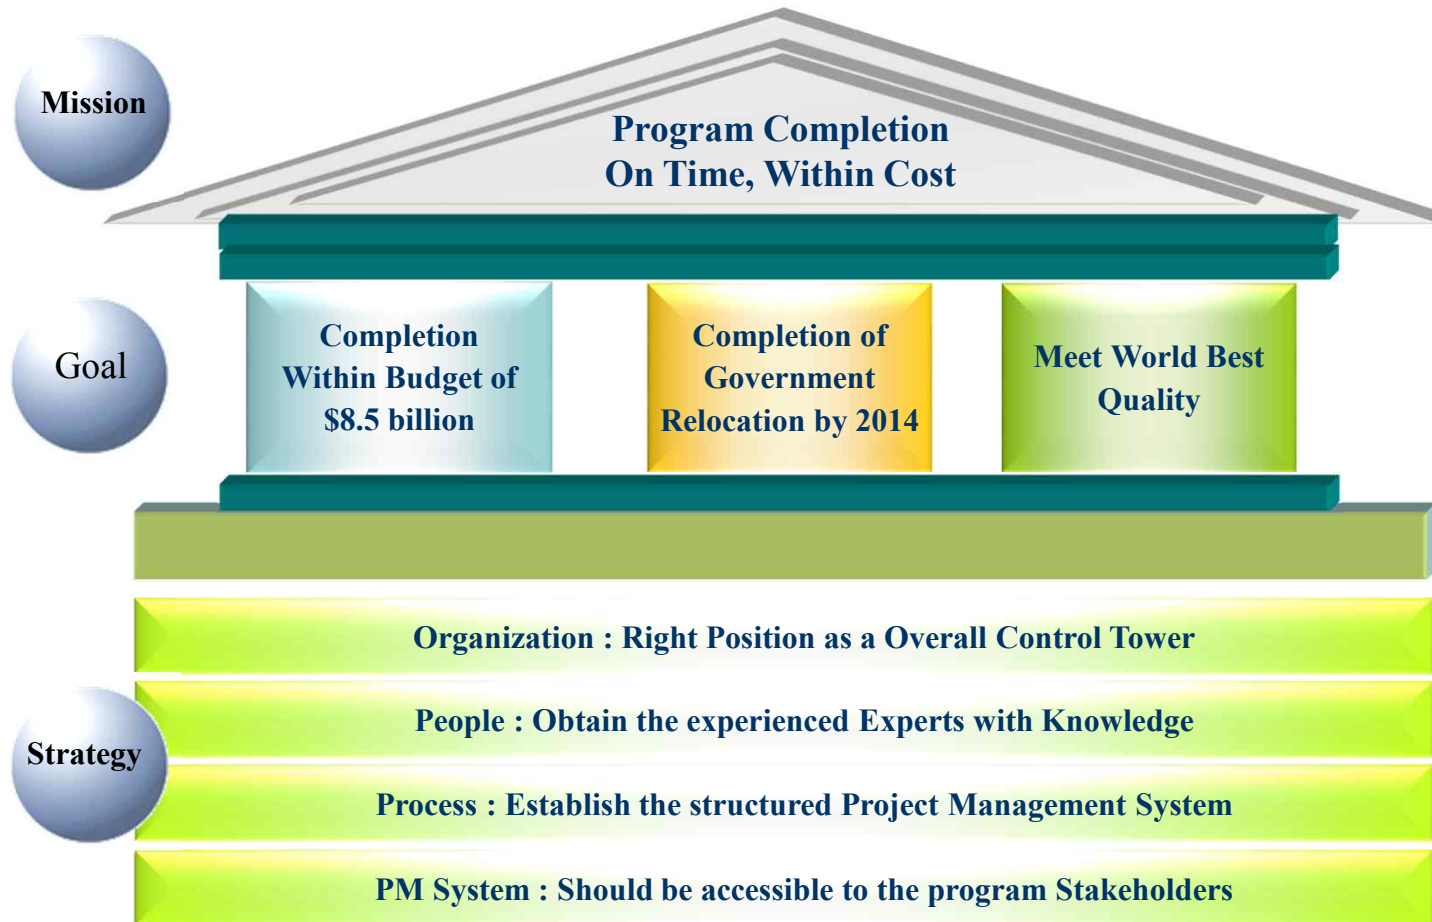 Mission
Program Completion
On Time, Within Cost
Goal
Completion
Within Budget of
$8.5 billion
Completion of
Government
Relocation by 2014
Meet World Best
Quality
Strategy
Organization : Right Position as a Overall Control Tower
People : Obtain the experienced Experts with Knowledge
Process : Establish the structured Project Management System
PM System : Should be accessible to the program Stakeholders